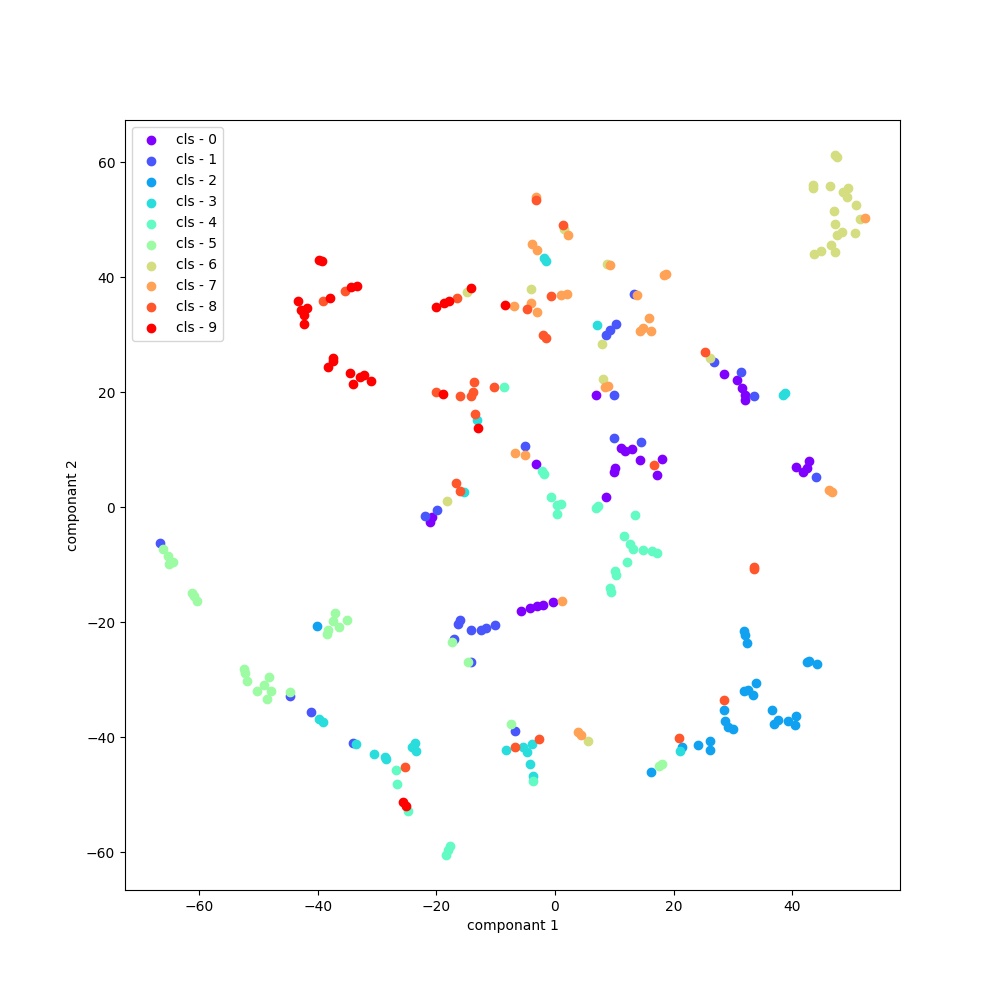 cls - 0
cls - 1
cls - 2
cls - 3
cls - 4
cls - 5
cls - 6
cls - 7
cls - 8
cls - 9
60
40
20
0
−20
−40
−60
componant 2
−60 −40 −20 0 20 40
componant 1